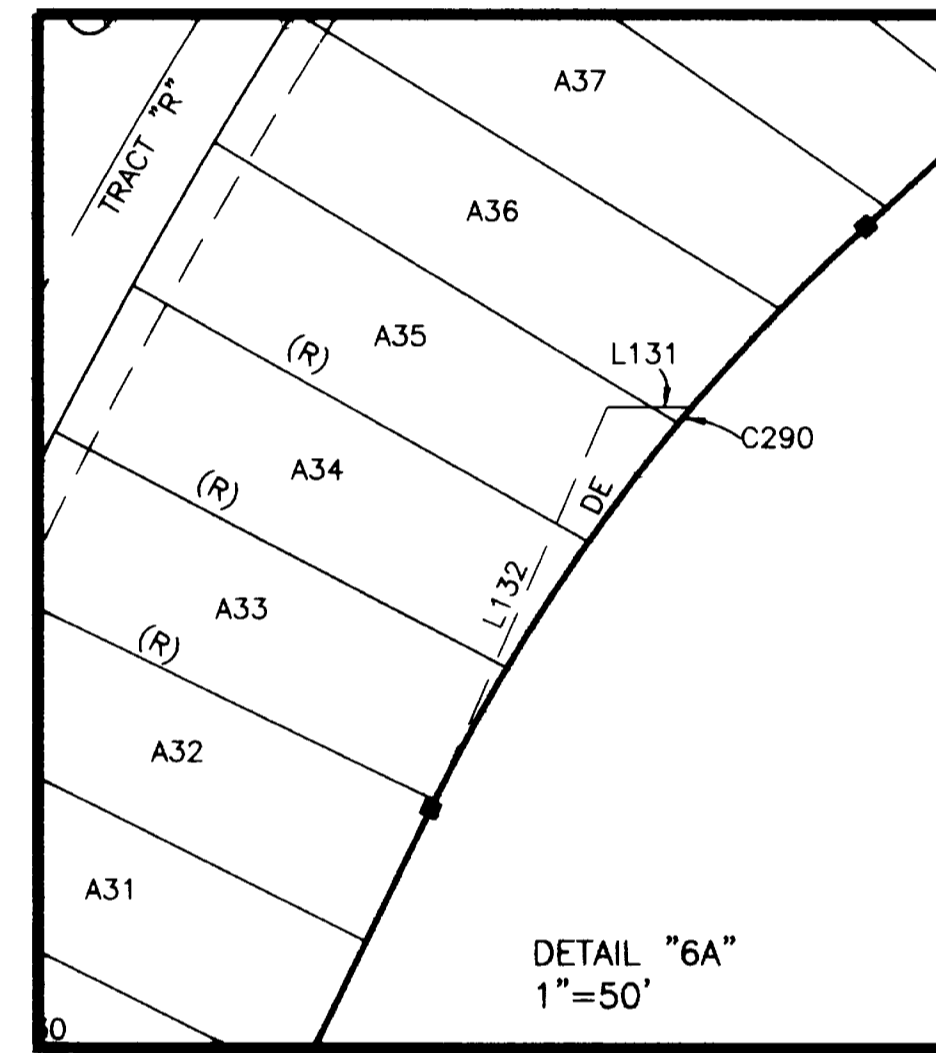 A37
TRACT "R"
A36
(R)
A35
L131
C290
(R)
A34
DE
L132
A33
(R)
A32
A31
DETAIL "6A"
1"=50'